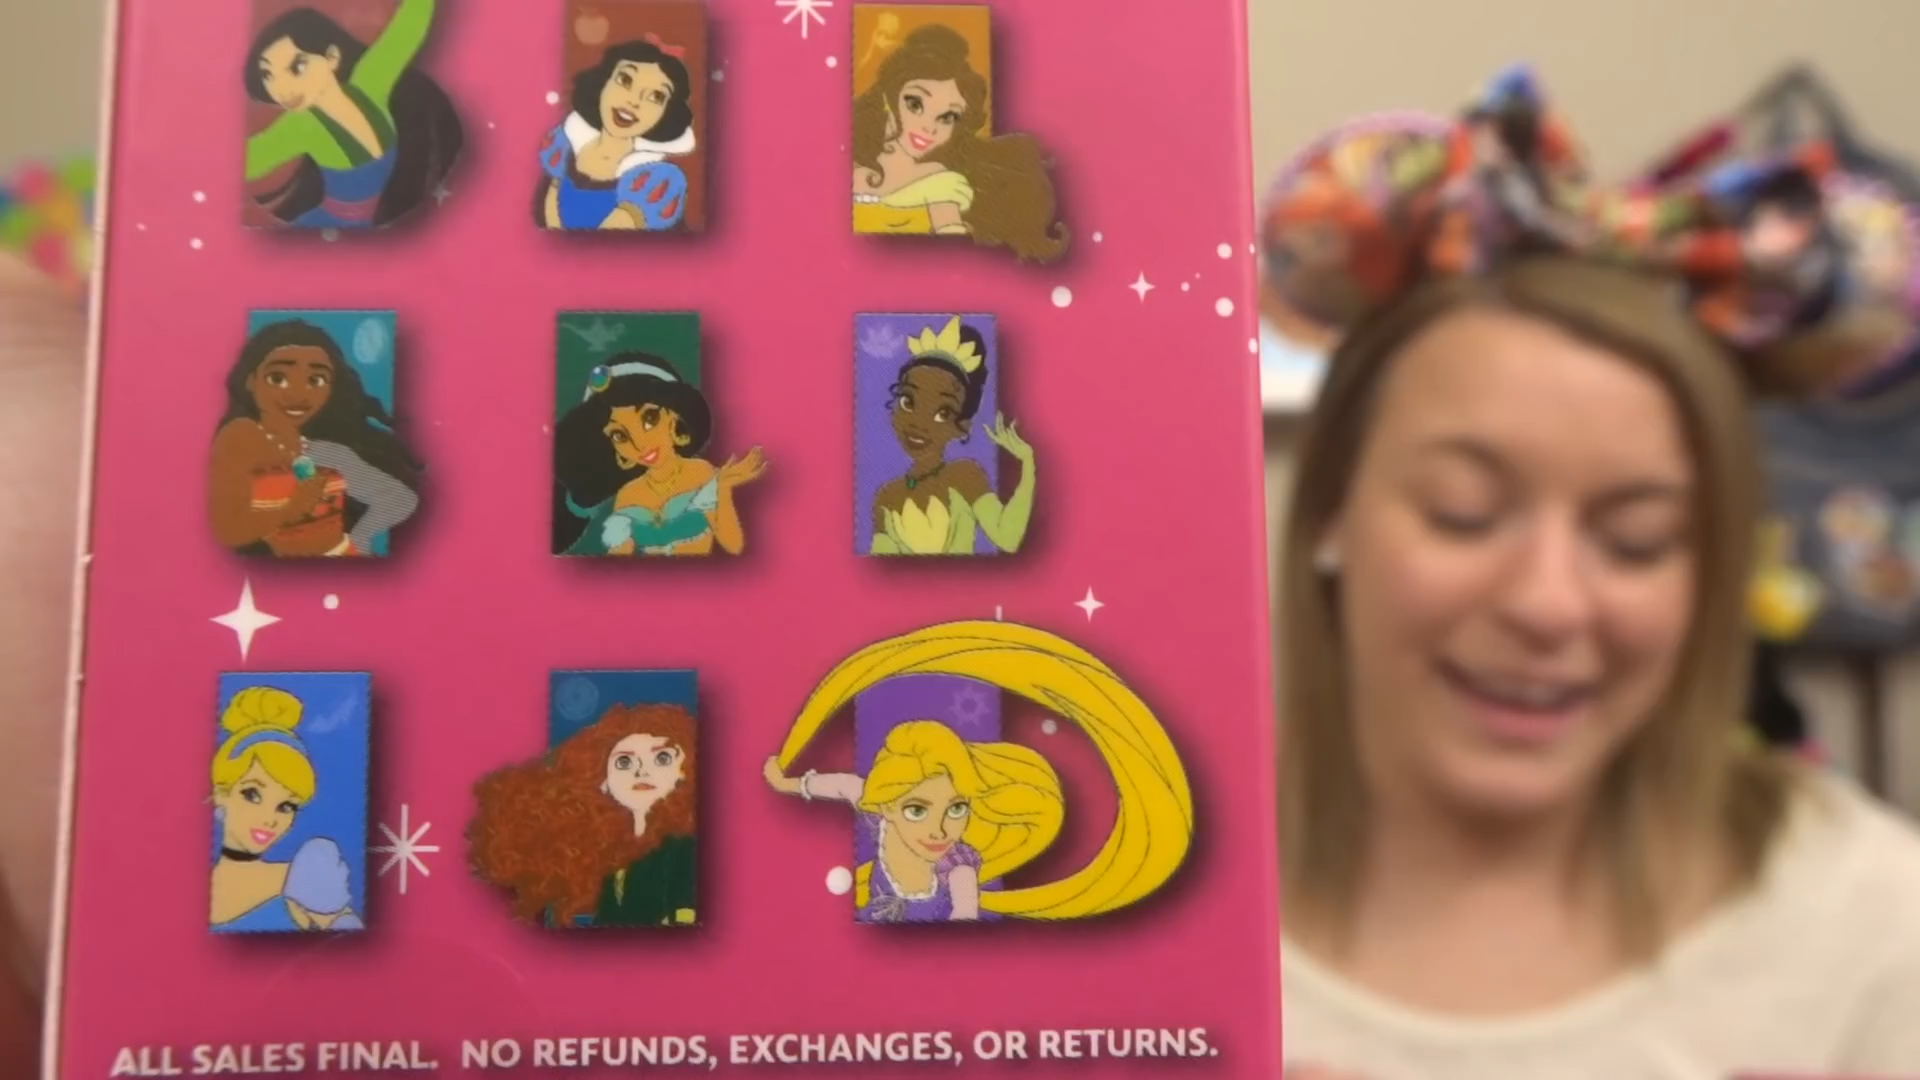 ALL SALES FINAL. NO REFUNDS, EXCHANGES, OR RETURNS.